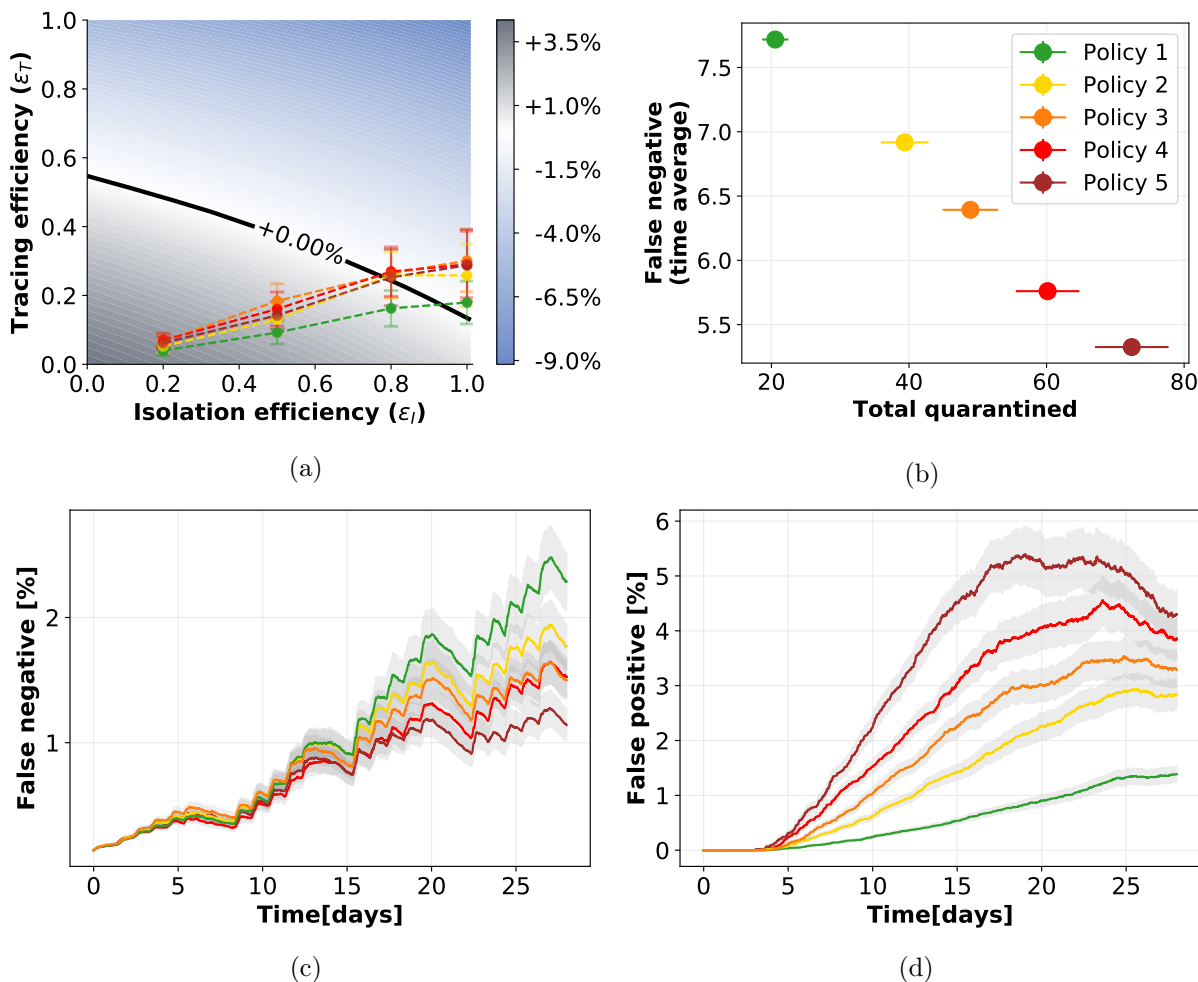 1.0
0.8
0.6
0.4
0.2
0.0
Tracing efficiency (εT)
+0.00%
0.0 0.2 0.4 0.6 0.8 1.0
Isolation efficiency (εI)
+3.5%
+1.0%
-1.5%
-4.0%
-6.5%
-9.0%
(a)
7.5
7.0
6.5
6.0
5.5
False negative
(time average)
Policy 1
Policy 2
Policy 3
Policy 4
Policy 5
20 40 60 80
Total quarantined
(b)
2
1
False negative [%]
0 5 10 15 20 25
Time[days]
(c)
6
5
4
3
2
1
0
False positive [%]
0 5 10 15 20 25
Time[days]
(d)